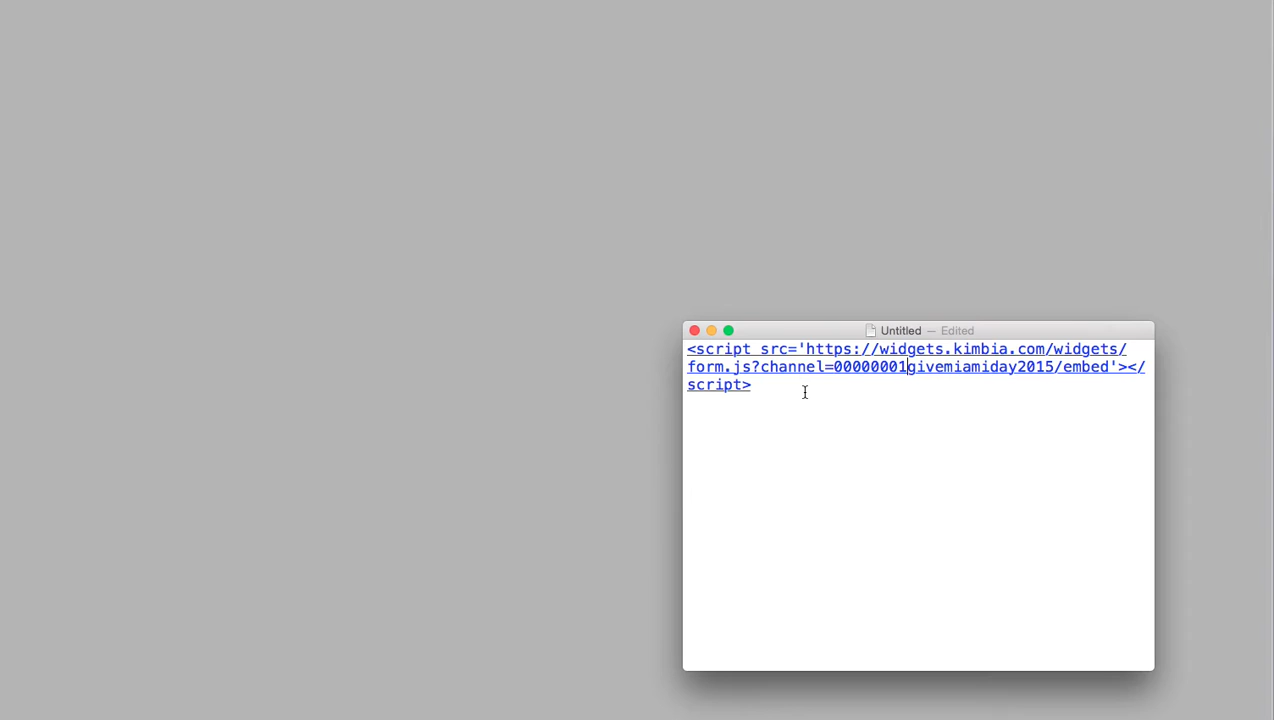 Untitled — Edited
<script src='https://widgets.kimbia.com/widgets/
form.js?channel=00000001givemiamiday2015/embed'></
script>